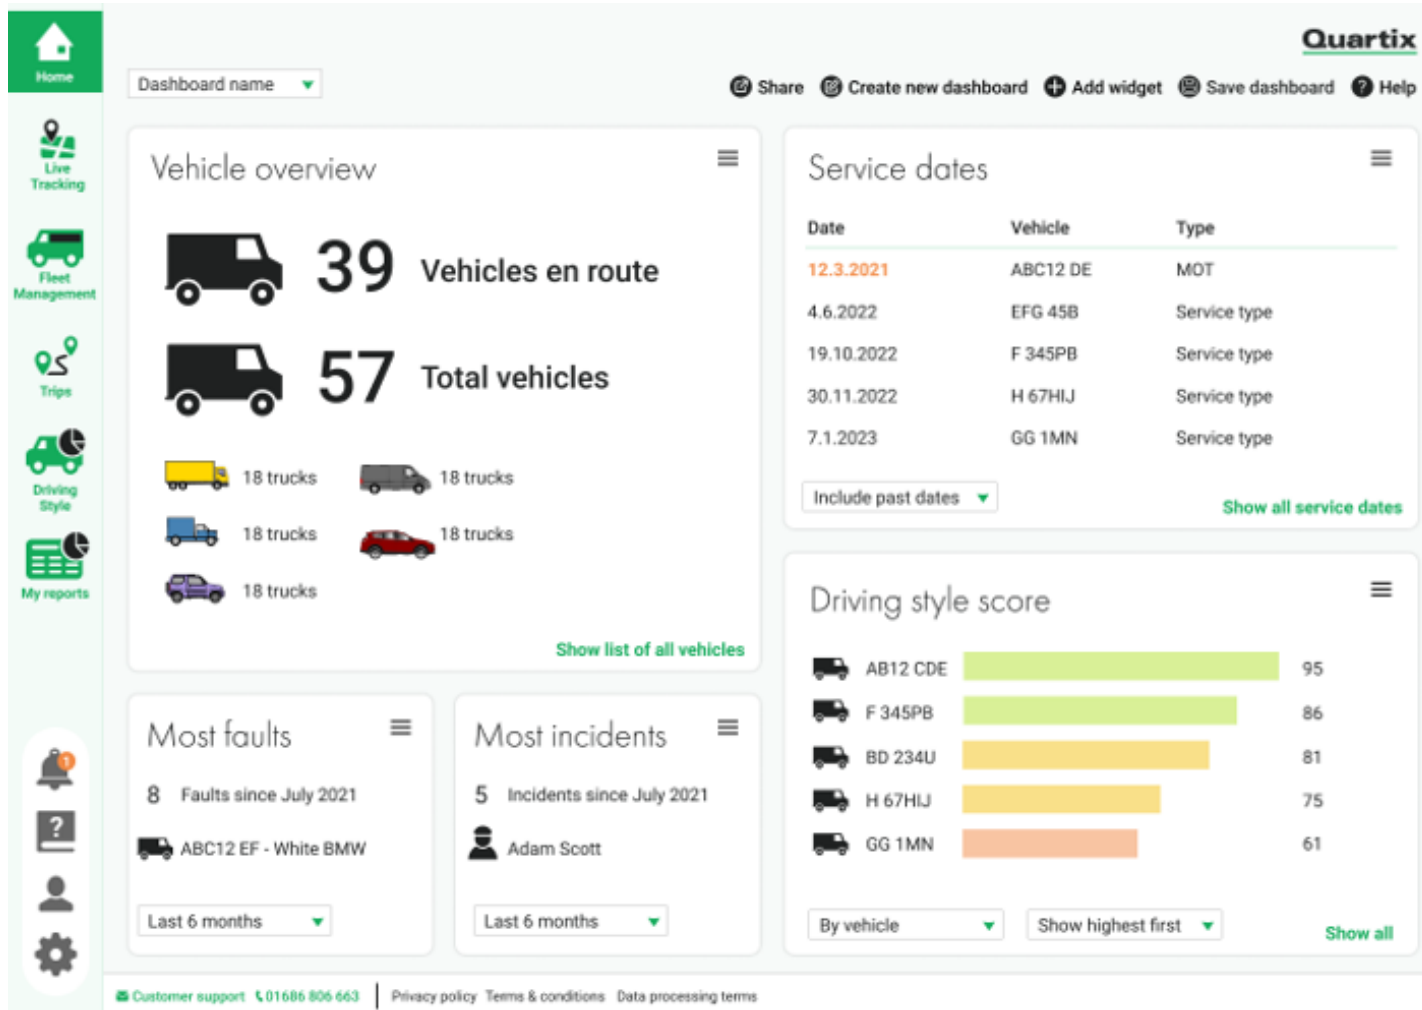 Quartix
Home
Dashboard name
Share
Create new dashboard
Add widget
Save dashboard
? Help
Live
Tracking
Fleet
Management
Trips
Driving
Style
My reports
1
?
Vehicle overview
39 Vehicles en route
57 Total vehicles
18 trucks 18 trucks
18 trucks 18 trucks
18 trucks
Show list of all vehicles
Service dates
Date Vehicle Type
12.3.2021 ABC12 DE MOT
4.6.2022 EFG 45B Service type
19.10.2022 F 345PB Service type
30.11.2022 H 67HIJ Service type
7.1.2023 GG 1MN Service type
Include past dates
Show all service dates
Most faults
8 Faults since July 2021
ABC12 EF - White BMW
Last 6 months
Most incidents
5 Incidents since July 2021
Adam Scott
Last 6 months
Driving style score
AB12 CDE 95
F 345PB 86
BD 234U 81
H 67HIJ 75
GG 1MN 61
By vehicle
Show highest first
Show all
Customer support 01686 806 663 Privacy policy Terms & conditions Data processing terms